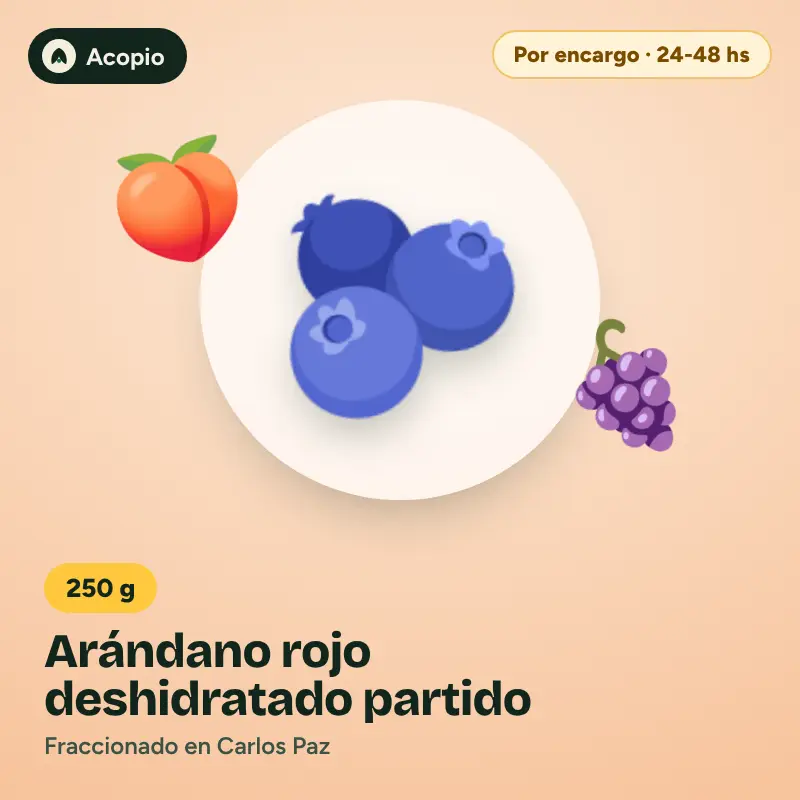 Acopio
Por encargo · 24-48 hs
250 g
Arándano rojo
deshidratado partido
Fraccionado en Carlos Paz